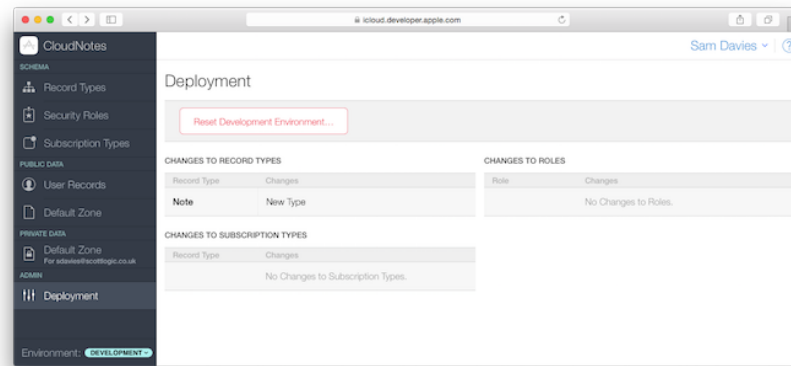 icloud.developer.apple.com
CloudNotes
Sam Davies
?
SCHEMA
Record Types
Security Roles
Subscription Types
PUBLIC DATA
User Records
Default Zone
PRIVATE DATA
Default Zone
For sdavies@scottlogic.co.uk
ADMIN
Deployment
Environment: DEVELOPMENT
Deployment
Reset Development Environment...
CHANGES TO RECORD TYPES
Record Type Changes
Note New Type
CHANGES TO ROLES
Role Changes
No Changes to Roles.
CHANGES TO SUBSCRIPTION TYPES
Record Type Changes
No Changes to Subscription Types.